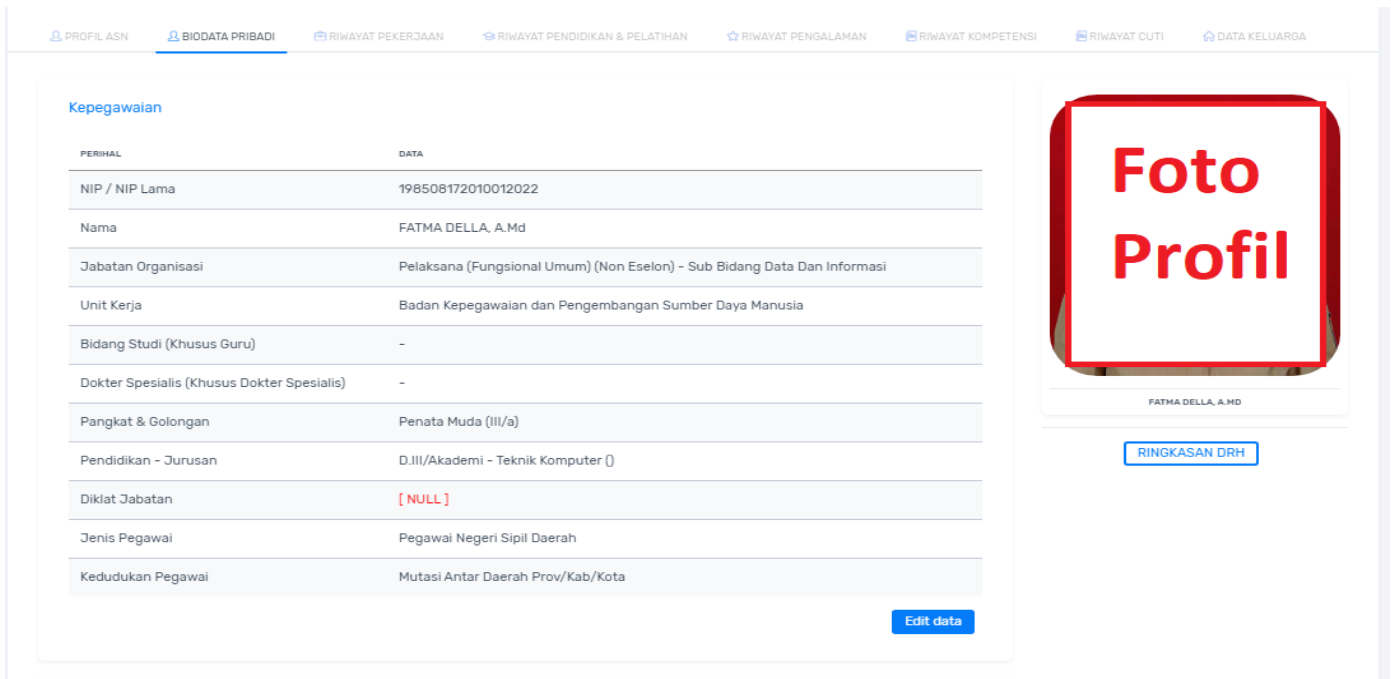 PROFIL ASN BIODATA PRIBADI RIWAYAT PEKERJAAN RIWAYAT PENDIDIKAN & PELATIHAN RIWAYAT PENGALAMAN RIWAYAT KOMPETENSI RIWAYAT CUTI DATA KELUARGA
Kepegawaian
PERIHAL DATA
NIP / NIP Lama 198508172010012022
Nama FATMA DELLA, A.Md
Jabatan Organisasi Pelaksana (Fungsional Umum) (Non Eselon) - Sub Bidang Data Dan Informasi
Unit Kerja Badan Kepegawaian dan Pengembangan Sumber Daya Manusia
Bidang Studi (Khusus Guru) -
Dokter Spesialis (Khusus Dokter Spesialis) -
Pangkat & Golongan Penata Muda (III/a)
Pendidikan - Jurusan D.III/Akademi - Teknik Komputer ()
Diklat Jabatan [ NULL ]
Jenis Pegawai Pegawai Negeri Sipil Daerah
Kedudukan Pegawai Mutasi Antar Daerah Prov/Kab/Kota
Edit data
Foto
Profil
FATMA DELLA, A.MD
RINGKASAN DRH